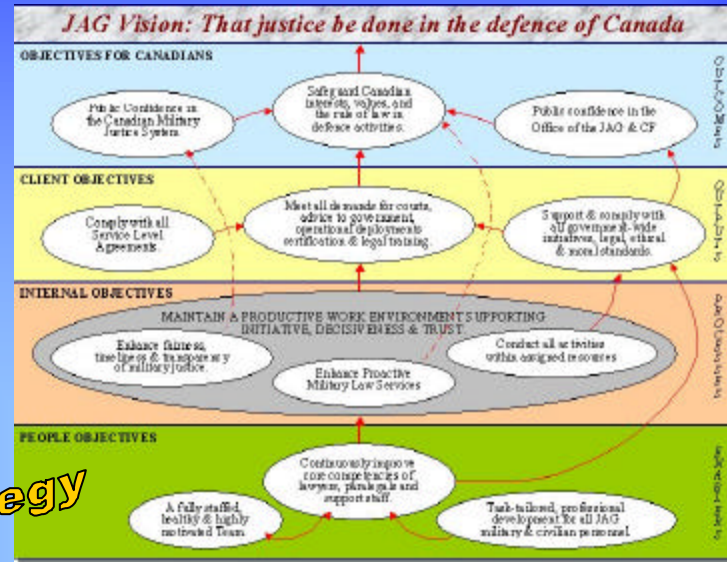 JAG Vision: That justice be done in the defence of Canada
OBJECTIVES FOR CANADIANS
Safeguard Canadian
interests, values, and
the rule of law in
defence activities.
Public Confidence in
the Canadian Military
Justice System
Public confidence in the
Office of the JAG & CF
OUTCOMES
CLIENT OBJECTIVES
Meet all demands for courts,
advice to government,
operational deployments
certification & legal training.
Comply with all
Service Level
Agreements.
Support & comply with
all government-wide
initiatives, legal, ethical
& moral standards.
OUTPUTS
INTERNAL OBJECTIVES
MAINTAIN A PRODUCTIVE WORK ENVIRONMENT SUPPORTING
INITIATIVE, DECISIVENESS & TRUST.
Enhance fairness,
timeliness & transparency
of military justice.
Enhance Proactive
Military Law Services
Conduct all activities
within assigned resources
PEOPLE OBJECTIVES
Continuously improve
core competencies of
lawyers, paralegals and
support staff.
A fully staffed,
healthy & highly
motivated Team
Task-tailored, professional
development for all JAG
military & civilian personnel.
egy